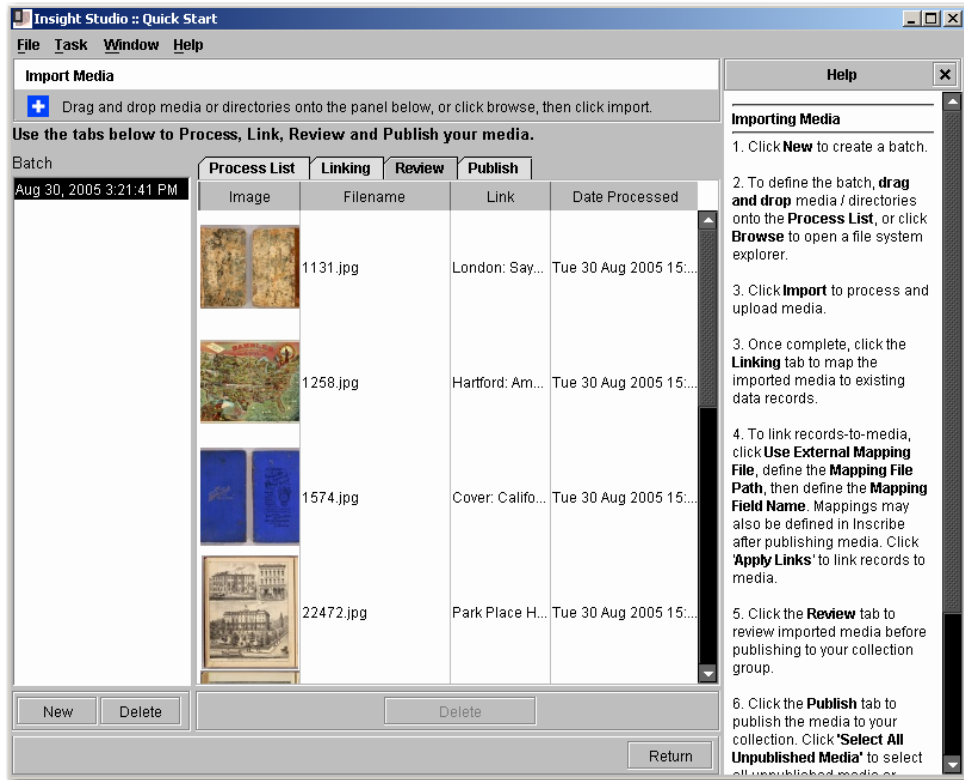 Insight Studio :: Quick Start
File Task Window Help
Import Media
Drag and drop media or directories onto the panel below, or click browse, then click import.
Use the tabs below to Process, Link, Review and Publish your media.
Batch
Aug 30, 2005 3:21:41 PM
Process List Linking Review Publish
Image Filename Link Date Processed
1131.jpg London: Say... Tue 30 Aug 2005 15:...
1258.jpg Hartford: Am... Tue 30 Aug 2005 15:...
1574.jpg Cover: Califo... Tue 30 Aug 2005 15:...
22472.jpg Park Place H... Tue 30 Aug 2005 15:...
New Delete
Delete
Return
Help
Importing Media
1. Click New to create a batch.
2. To define the batch, drag
and drop media / directories
onto the Process List, or click
Browse to open a file system
explorer.
3. Click Import to process and
upload media.
3. Once complete, click the
Linking tab to map the
imported media to existing
data records.
4. To link records-to-media,
click Use External Mapping
File, define the Mapping File
Path, then define the Mapping
Field Name. Mappings may
also be defined in Inscribe
after publishing media. Click
'Apply Links' to link records to
media.
5. Click the Review tab to
review imported media before
publishing to your collection
group.
6. Click the Publish tab to
publish the media to your
collection. Click 'Select All
Unpublished Media' to select
all unpublished media or